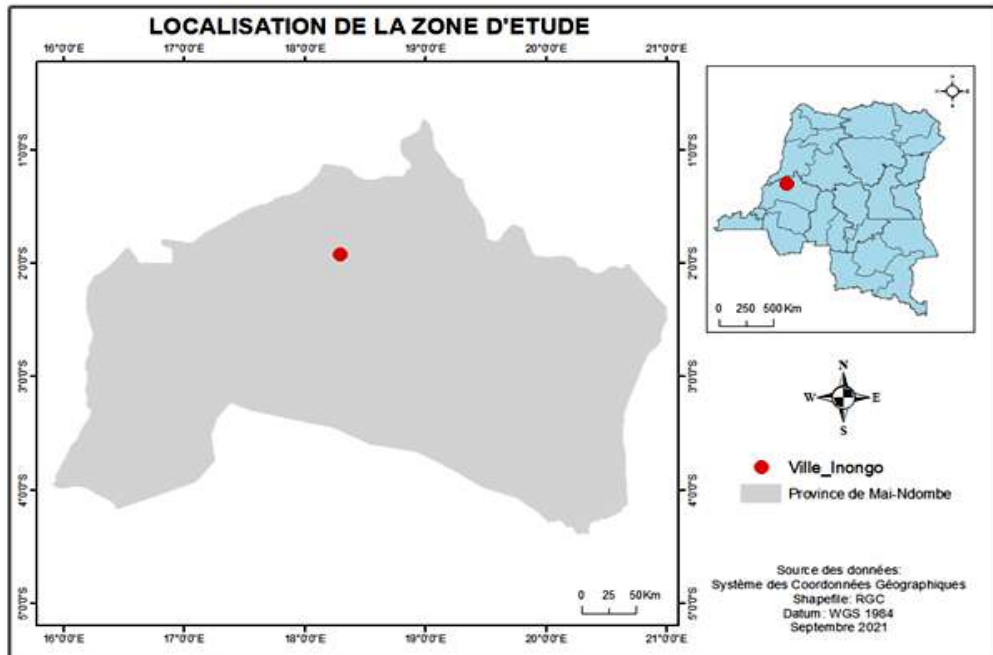 LOCALISATION DE LA ZONE D'ETUDE
16°0'0"E 17°0'0"E 18°0'0"E 19°0'0"E 20°0'0"E 21°0'0"E
1°0'0"S 1°0'0"S
2°0'0"S 2°0'0"S
3°0'0"S 3°0'0"S
4°0'0"S 4°0'0"S
5°0'0"S 5°0'0"S
0 25 50 Km
16°0'0"E 17°0'0"E 18°0'0"E 19°0'0"E 20°0'0"E 21°0'0"E
0 250 500 Km
N
W E
S
Ville_Inongo
Province de Mai-Ndombe
Source des données:
Système des Coordonnées Géographiques
Shapefile: RGC
Datum: WGS 1984
Septembre 2021